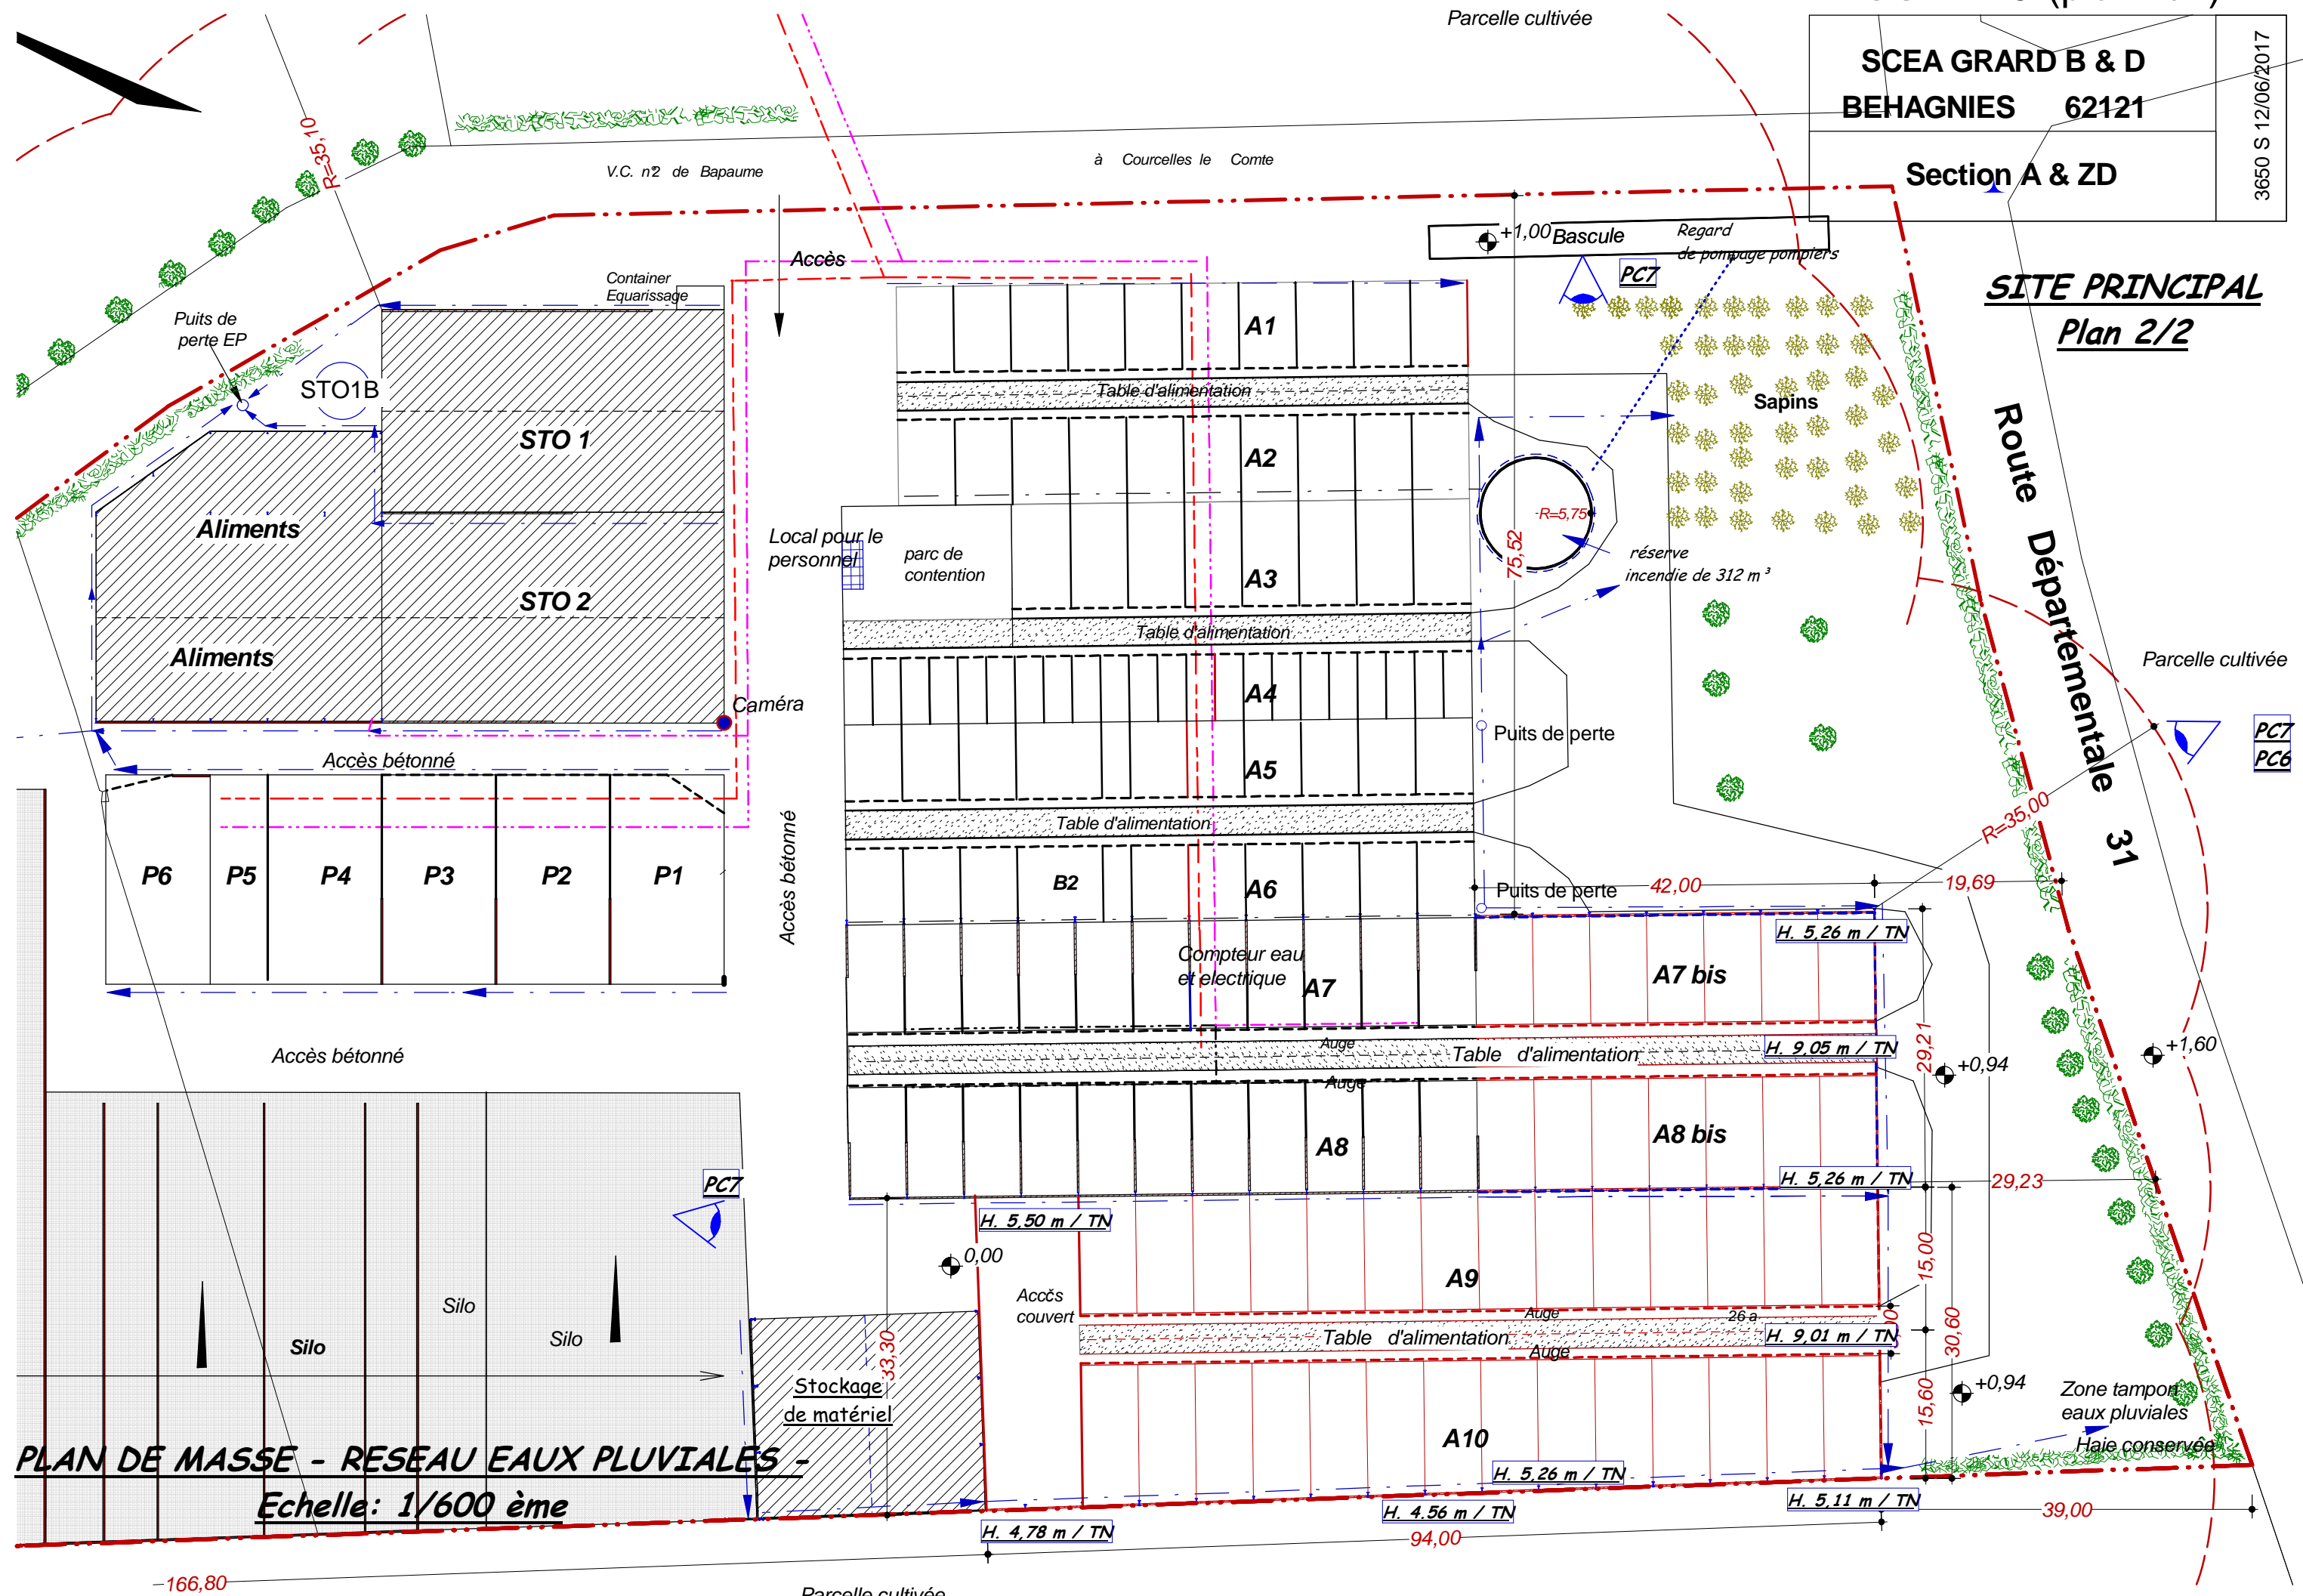 Parcelle cultivée
SCEA GRARD B & D
BEHAGNIES 62121
Section A & ZD
3650 S 12/06/2017
SITE PRINCIPAL
Plan 2/2
R=35,10
V.C. n°2 de Bapaume
à Courcelles le Comte
Accès
Container
Equarissage
Puits de
perte EP
STO1B
STO 1
STO 2
Aliments
Aliments
Caméra
Local pour le
personnel
parc de
contention
+1,00
Bascule
Regard
de pompage pompiers
PC7
Sapins
A1
Table d'alimentation
A2
R=5,75
75,52
réserve
incendie de 312 m³
A3
Table d'alimentation
A4
Puits de perte
A5
Table d'alimentation
B2
A6
Puits de perte
42,00
19,69
R=35,00
Route Départementale 31
Parcelle cultivée
PC7
PC6
Accès bétonné
P6
P5
P4
P3
P2
P1
Accès bétonné
Accès bétonné
H. 5,26 m / TN
Compteur eau
et electrique
A7
A7 bis
Auge
Table d'alimentation
H. 9,05 m / TN
Auge
29,21
+0,94
+1,60
A8
A8 bis
H. 5,26 m / TN
29,23
PC7
H. 5,50 m / TN
0,00
A9
15,00
Accčs
couvert
Auge
26 a
Table d'alimentation
H. 9,01 m / TN
Auge
30,60
33,30
Silo
Silo
Silo
Stockage
de matériel
15,60
+0,94
Zone tampon
eaux pluviales
Haie conservée
A10
H. 5,26 m / TN
PLAN DE MASSE - RESEAU EAUX PLUVIALES -
Echelle: 1/600 ème
H. 4,78 m / TN
H. 4.56 m / TN
H. 5,11 m / TN
39,00
94,00
166,80
Parcelle cultivée